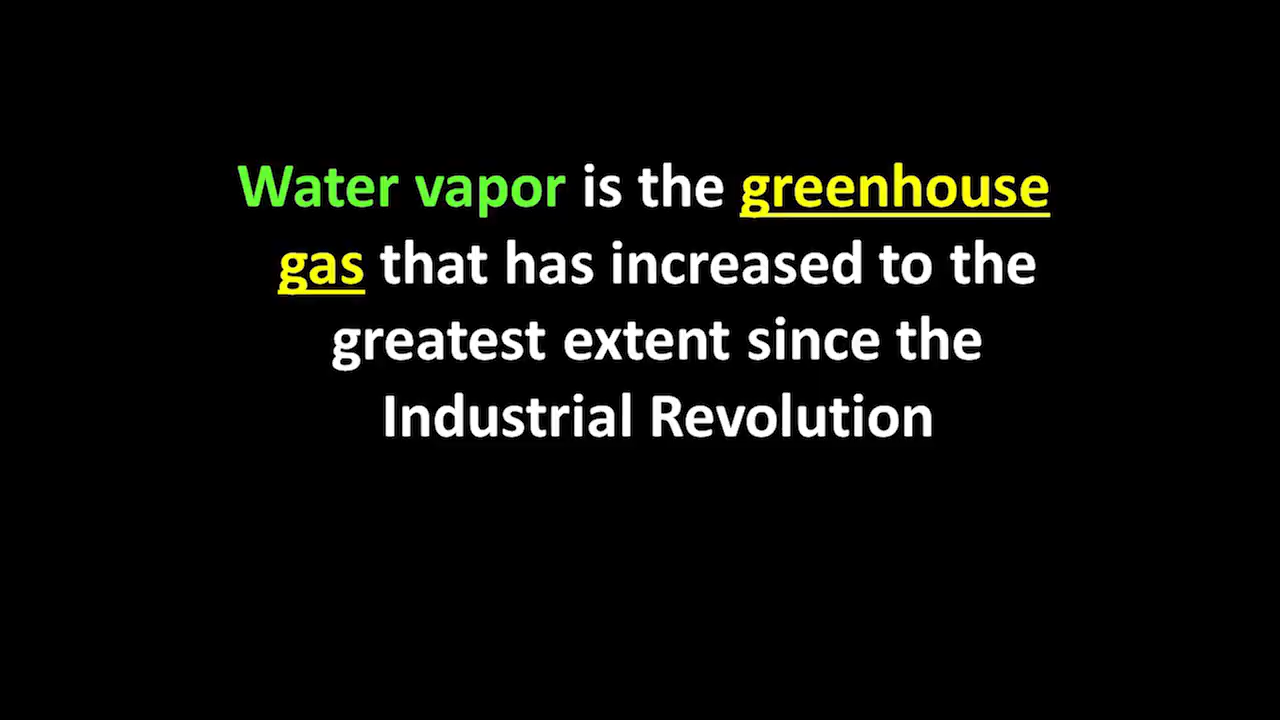 Water vapor is the greenhouse
gas that has increased to the
greatest extent since the
Industrial Revolution